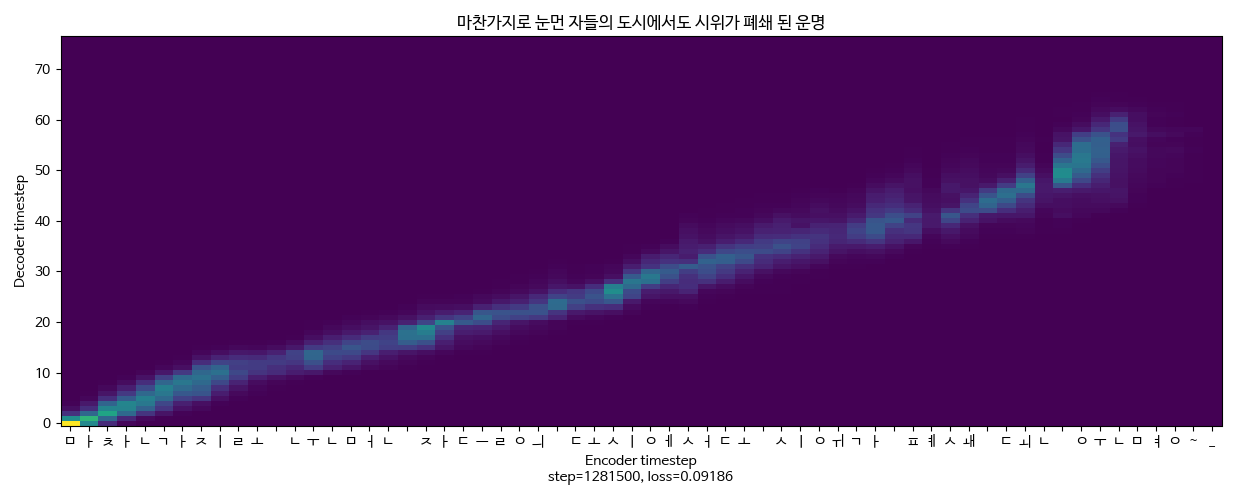 마찬가지로 눈먼 자들의 도시에서도 시위가 폐쇄 된 운명
70
60
50
40
30
20
10
0
Decoder timestep
ㅁ ㅏ ㅊ ㅏ ㄴ ㄱ ㅏ ㅈ ㅣ ㄹ ㅗ ㄴ ㅜ ㄴ ㅁ ㅓ ㄴ ㅈ ㅏ ㄷ ㅡ ㄹ ㅇ ㅢ ㄷ ㅗ ㅅ ㅣ ㅇ ㅔ ㅅ ㅓ ㄷ ㅗ ㅅ ㅣ ㅇ ㅟ ㄱ ㅏ ㅍ ㅖ ㅅ ㅙ ㄷ ㅚ ㄴ ㅇ ㅜ ㄴ ㅁ ㅕ ㅇ ~ _
Encoder timestep
step=1281500, loss=0.09186